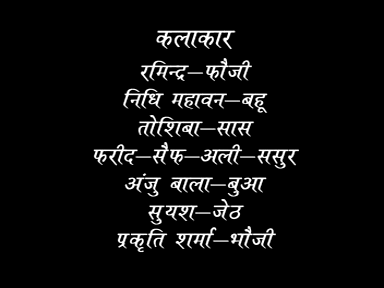 कलाकार
रमिन्द्र–फौजी
निधि महावन–बहू
तोशिबा–सास
फरीद–सैफ–अली–ससुर
अंजु बाला–बुआ
सुयश–जेठ
प्रकृति शर्मा–भौजी